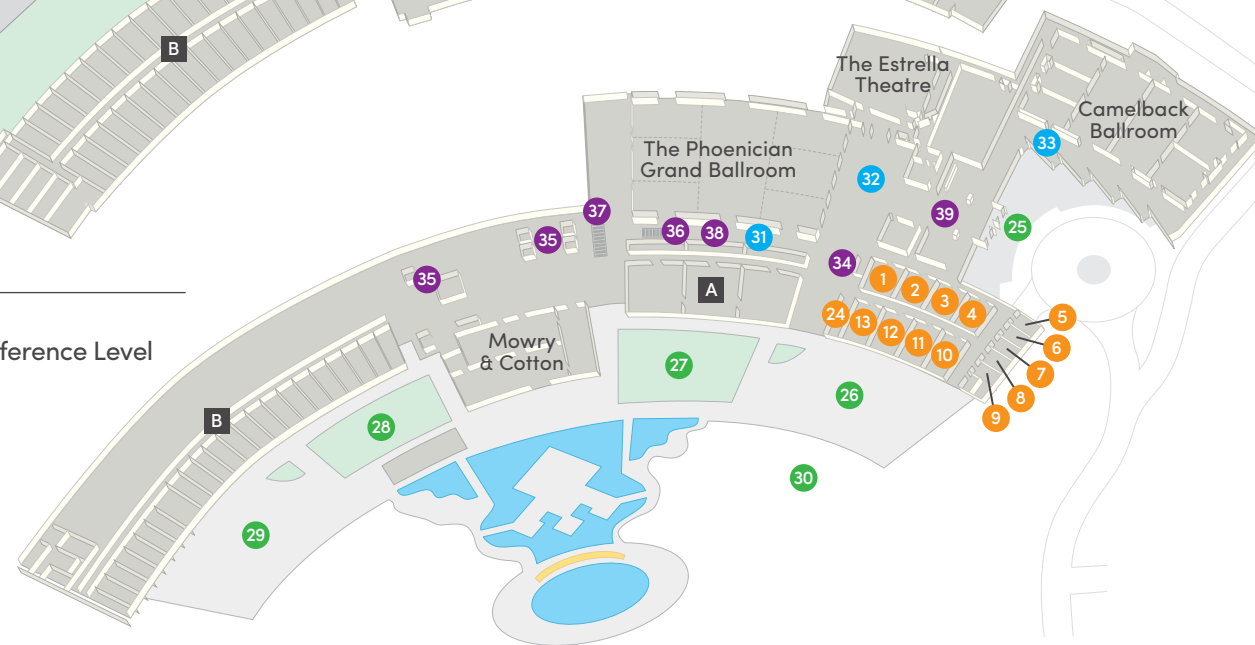 B
The Estrella
Theatre
Camelback
Ballroom
33
The Phoenician
Grand Ballroom
32
37
39
25
36
38
31
35
34
35
1
2
3
4
A
24
13
12
11
10
5
6
7
8
9
ference Level
Mowry
& Cotton
27
26
B
28
30
29